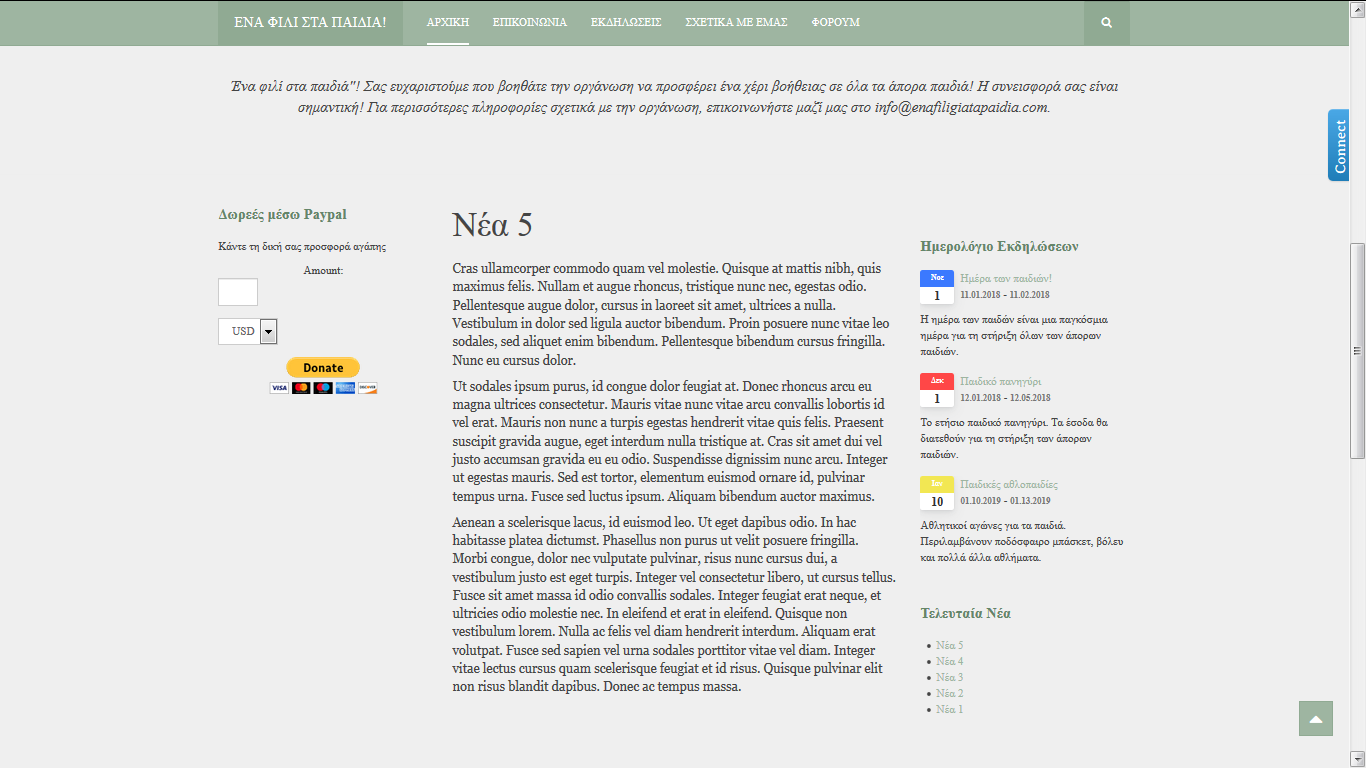 ΕΝΑ ΦΙΛΙ ΣΤΑ ΠΑΙΔΙΑ!
ΑΡΧΙΚΗ
ΕΠΙΚΟΙΝΩΝΙΑ
ΕΚΔΗΛΩΣΕΙΣ
ΣΧΕΤΙΚΑ ΜΕ ΕΜΑΣ
ΦΟΡΟΥΜ
Ένα φιλί στα παιδιά"! Σας ευχαριστούμε που βοηθάτε την οργάνωση να προσφέρει ένα χέρι βοήθειας σε όλα τα άπορα παιδιά! Η συνεισφορά σας είναι
σημαντική! Για περισσότερες πληροφορίες σχετικά με την οργάνωση, επικοινωνήστε μαζί μας στο info@enafiligiatapaidia.com.
Connect
Δωρεές μέσω Paypal
Κάντε τη δική σας προσφορά αγάπης
Amount:
USD
Donate
VISA
DISCOVER
Νέα 5
Cras ullamcorper commodo quam vel molestie. Quisque at mattis nibh, quis
maximus felis. Nullam et augue rhoncus, tristique nunc nec, egestas odio.
Pellentesque augue dolor, cursus in laoreet sit amet, ultrices a nulla.
Vestibulum in dolor sed ligula auctor bibendum. Proin posuere nunc vitae leo
sodales, sed aliquet enim bibendum. Pellentesque bibendum cursus fringilla.
Nunc eu cursus dolor.
Ut sodales ipsum purus, id congue dolor feugiat at. Donec rhoncus arcu eu
magna ultrices consectetur. Mauris vitae nunc vitae arcu convallis lobortis id
vel erat. Mauris non nunc a turpis egestas hendrerit vitae quis felis. Praesent
suscipit gravida augue, eget interdum nulla tristique at. Cras sit amet dui vel
justo accumsan gravida eu eu odio. Suspendisse dignissim nunc arcu. Integer
ut egestas mauris. Sed est tortor, elementum euismod ornare id, pulvinar
tempus urna. Fusce sed luctus ipsum. Aliquam bibendum auctor maximus.
Aenean a scelerisque lacus, id euismod leo. Ut eget dapibus odio. In hac
habitasse platea dictumst. Phasellus non purus ut velit posuere fringilla.
Morbi congue, dolor nec vulputate pulvinar, risus nunc cursus dui, a
vestibulum justo est eget turpis. Integer vel consectetur libero, ut cursus tellus.
Fusce sit amet massa id odio convallis sodales. Integer feugiat erat neque, et
ultricies odio molestie nec. In eleifend et erat in eleifend. Quisque non
vestibulum lorem. Nulla ac felis vel diam hendrerit interdum. Aliquam erat
volutpat. Fusce sed sapien vel urna sodales porttitor vitae vel diam. Integer
vitae lectus cursus quam scelerisque feugiat et id risus. Quisque pulvinar elit
non risus blandit dapibus. Donec ac tempus massa.
Ημερολόγιο Εκδηλώσεων
Νοε
1
Ημέρα των παιδιών!
11.01.2018 - 11.02.2018
Η ημέρα των παιδών είναι μια παγκόσμια
ημέρα για τη στήριξη όλων των άπορων
παιδιών.
Δεκ
1
Παιδικό πανηγύρι
12.01.2018 - 12.05.2018
Το ετήσιο παιδικό πανηγύρι. Τα έσοδα θα
διατεθούν για τη στήριξη των άπορων
παιδιών.
Ιαν
10
Παιδικές αθλοπαιδίες
01.10.2019 - 01.13.2019
Αθλητικοί αγώνες για τα παιδιά.
Περιλαμβάνουν ποδόσφαιρο μπάσκετ, βόλευ
και πολλά άλλα αθλήματα.
Τελευταία Νέα
Νέα 5
Νέα 4
Νέα 3
Νέα 2
Νέα 1